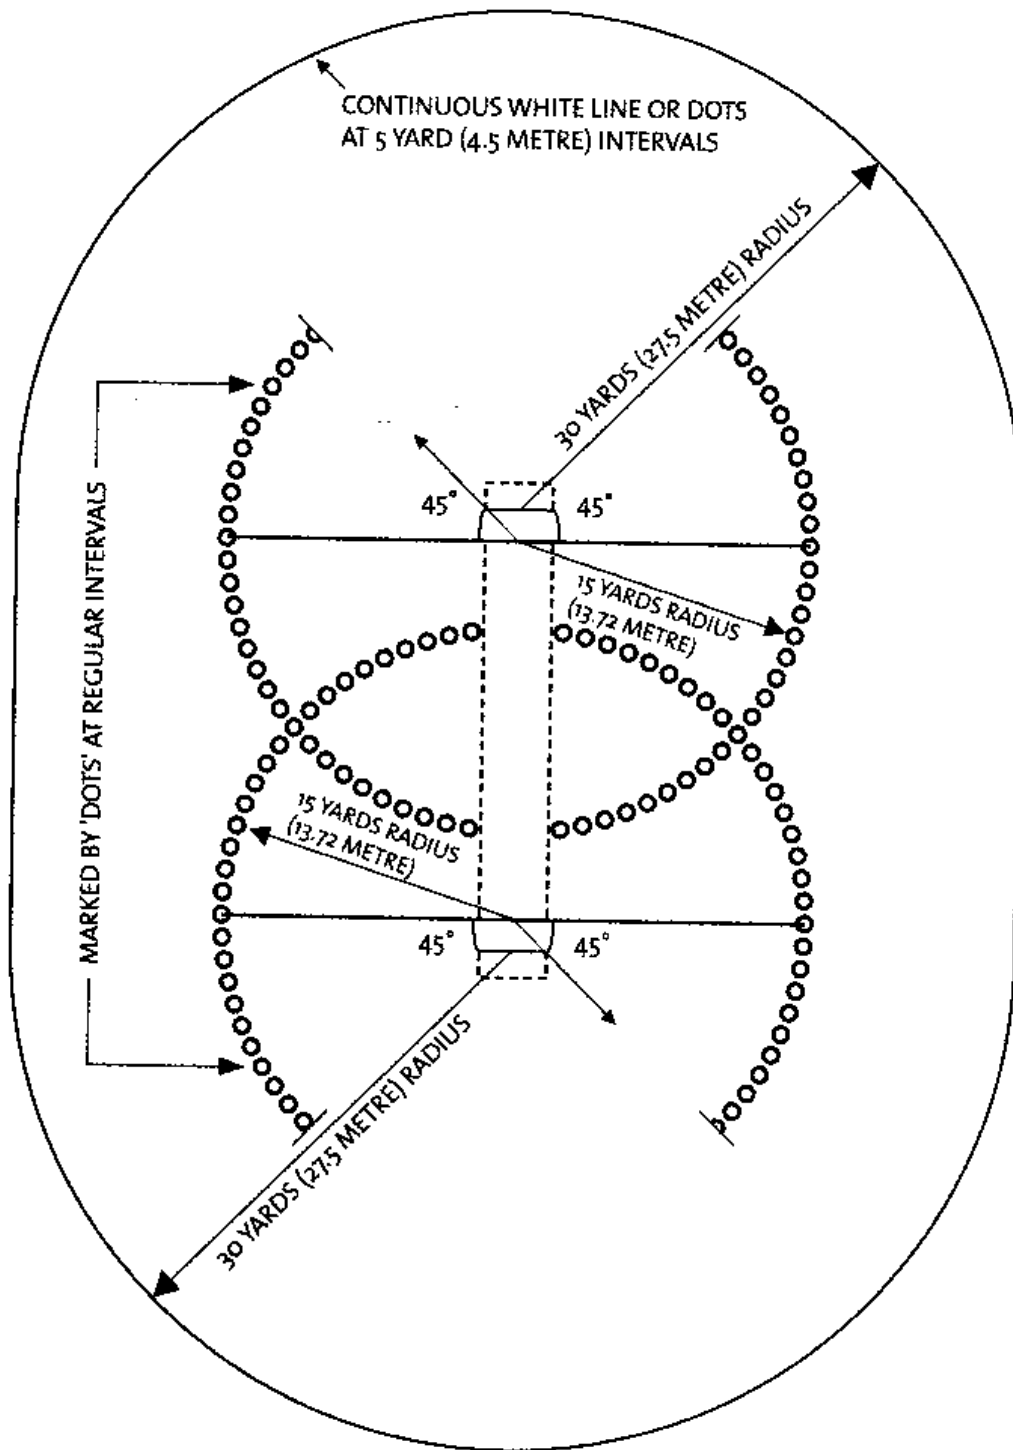 CONTINUOUS WHITE LINE OR DOTS
AT 5 YARD (4.5 METRE) INTERVALS
30 YARDS (27.5 METRE) RADIUS
MARKED BY 'DOTS' AT REGULAR INTERVALS
45°
45°
15 YARDS RADIUS
(13.72 METRE)
15 YARDS RADIUS
(13.72 METRE)
45°
45°
30 YARDS (27.5 METRE) RADIUS